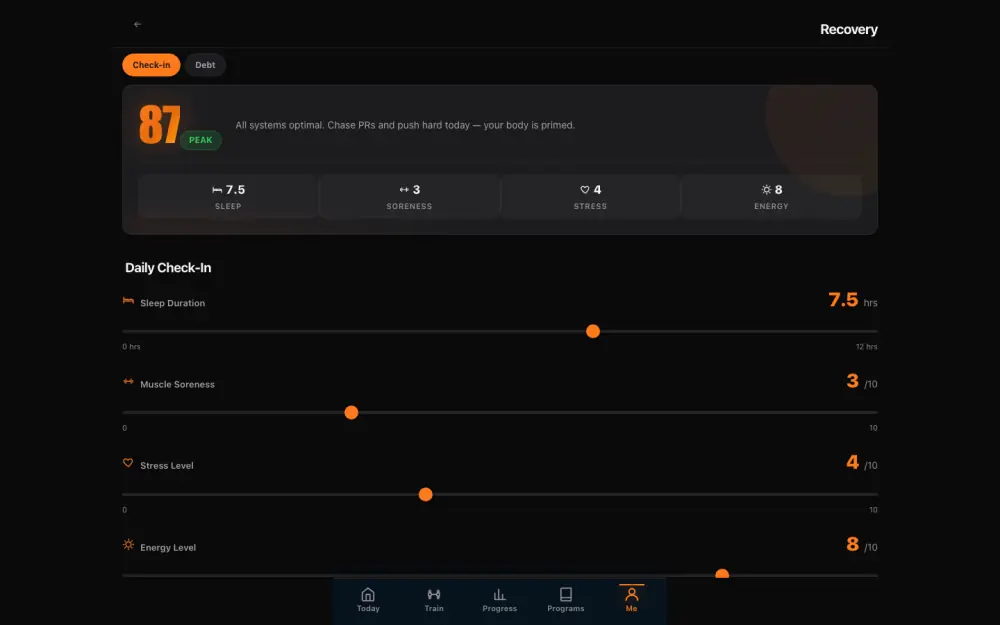 ←
Recovery
Check-in Debt
87 PEAK
All systems optimal. Chase PRs and push hard today — your body is primed.
7.5 3 4 8
SLEEP SORENESS STRESS ENERGY
Daily Check-In
Sleep Duration 7.5 hrs
0 hrs 12 hrs
Muscle Soreness 3 /10
0 10
Stress Level 4 /10
0 10
Energy Level 8 /10
Today Train Progress Programs Me